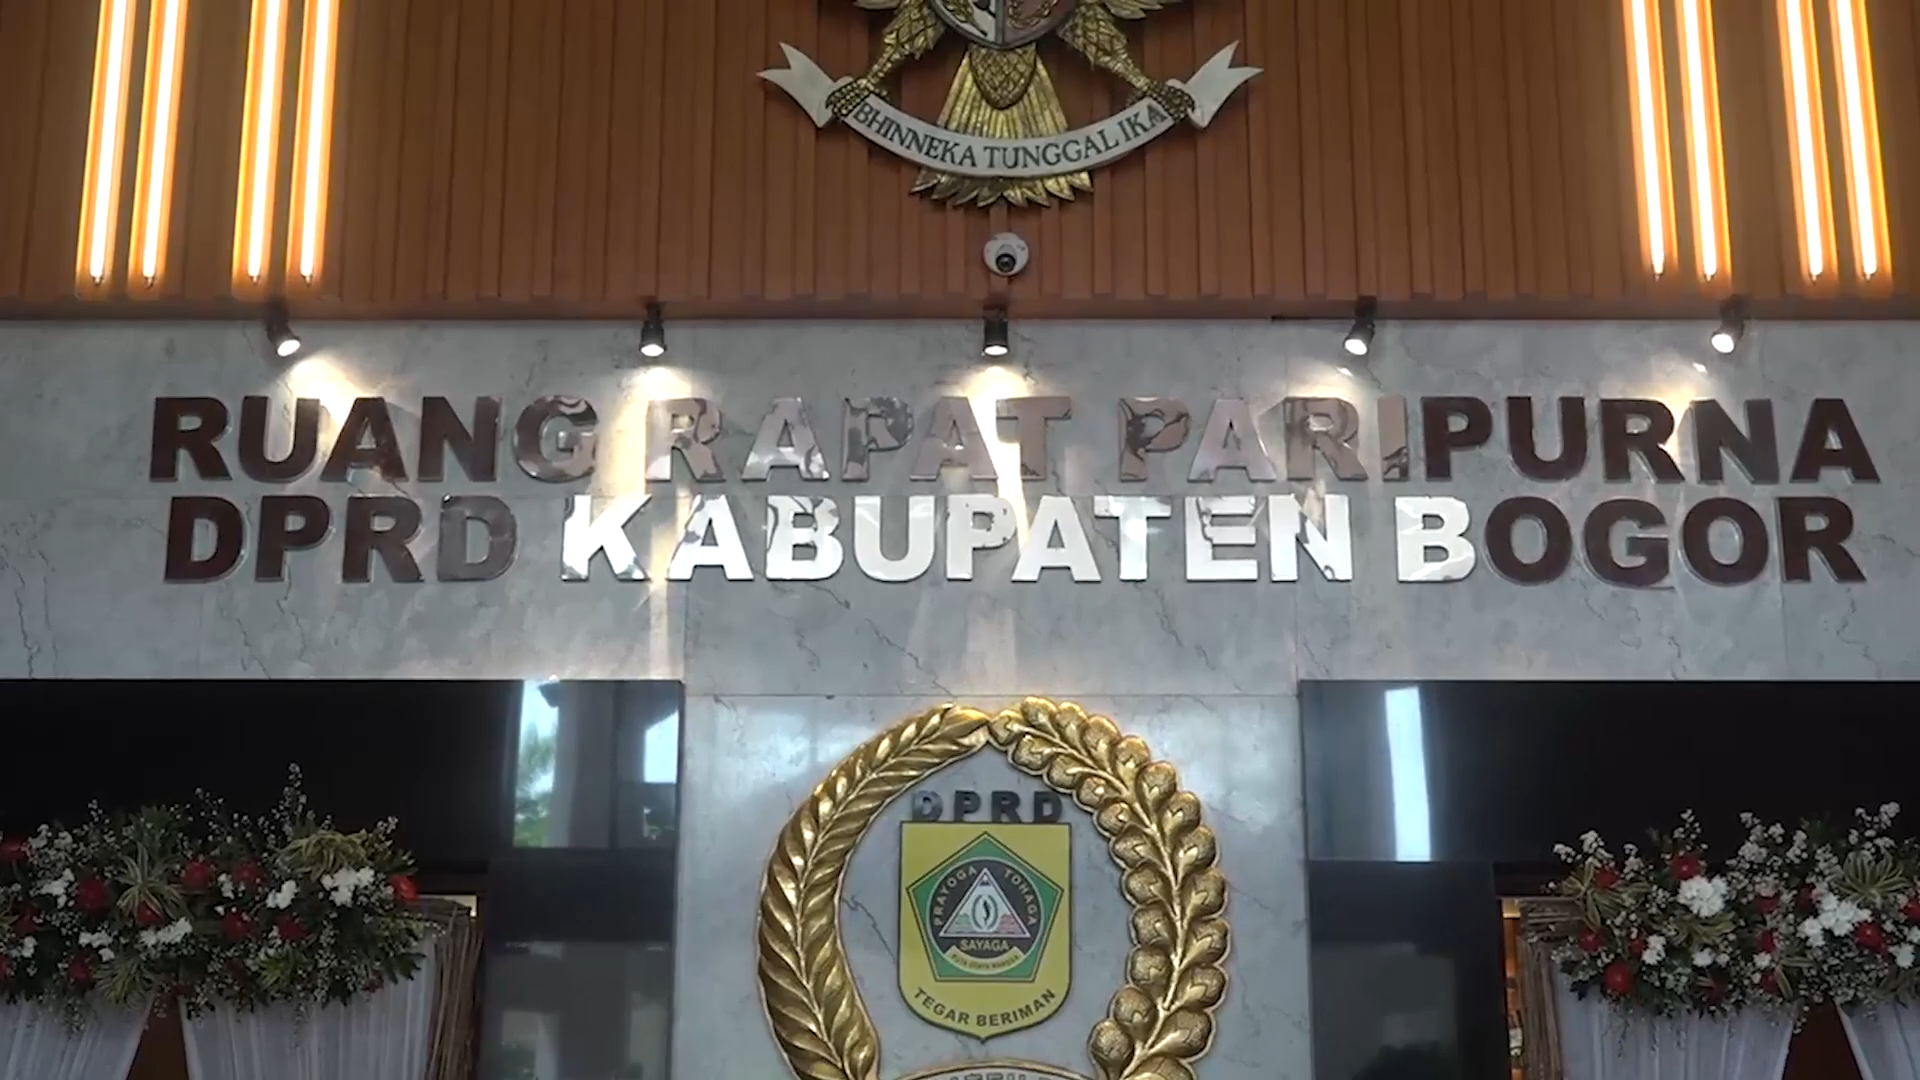 BHINNEKA TUNGGAL IKA
RUANG RAPAT PARIPURNA
DPRD KABUPATEN BOGOR
DPRD
PRAYOGA TOHAGA
SAYAGA
TEGAR BERIMAN